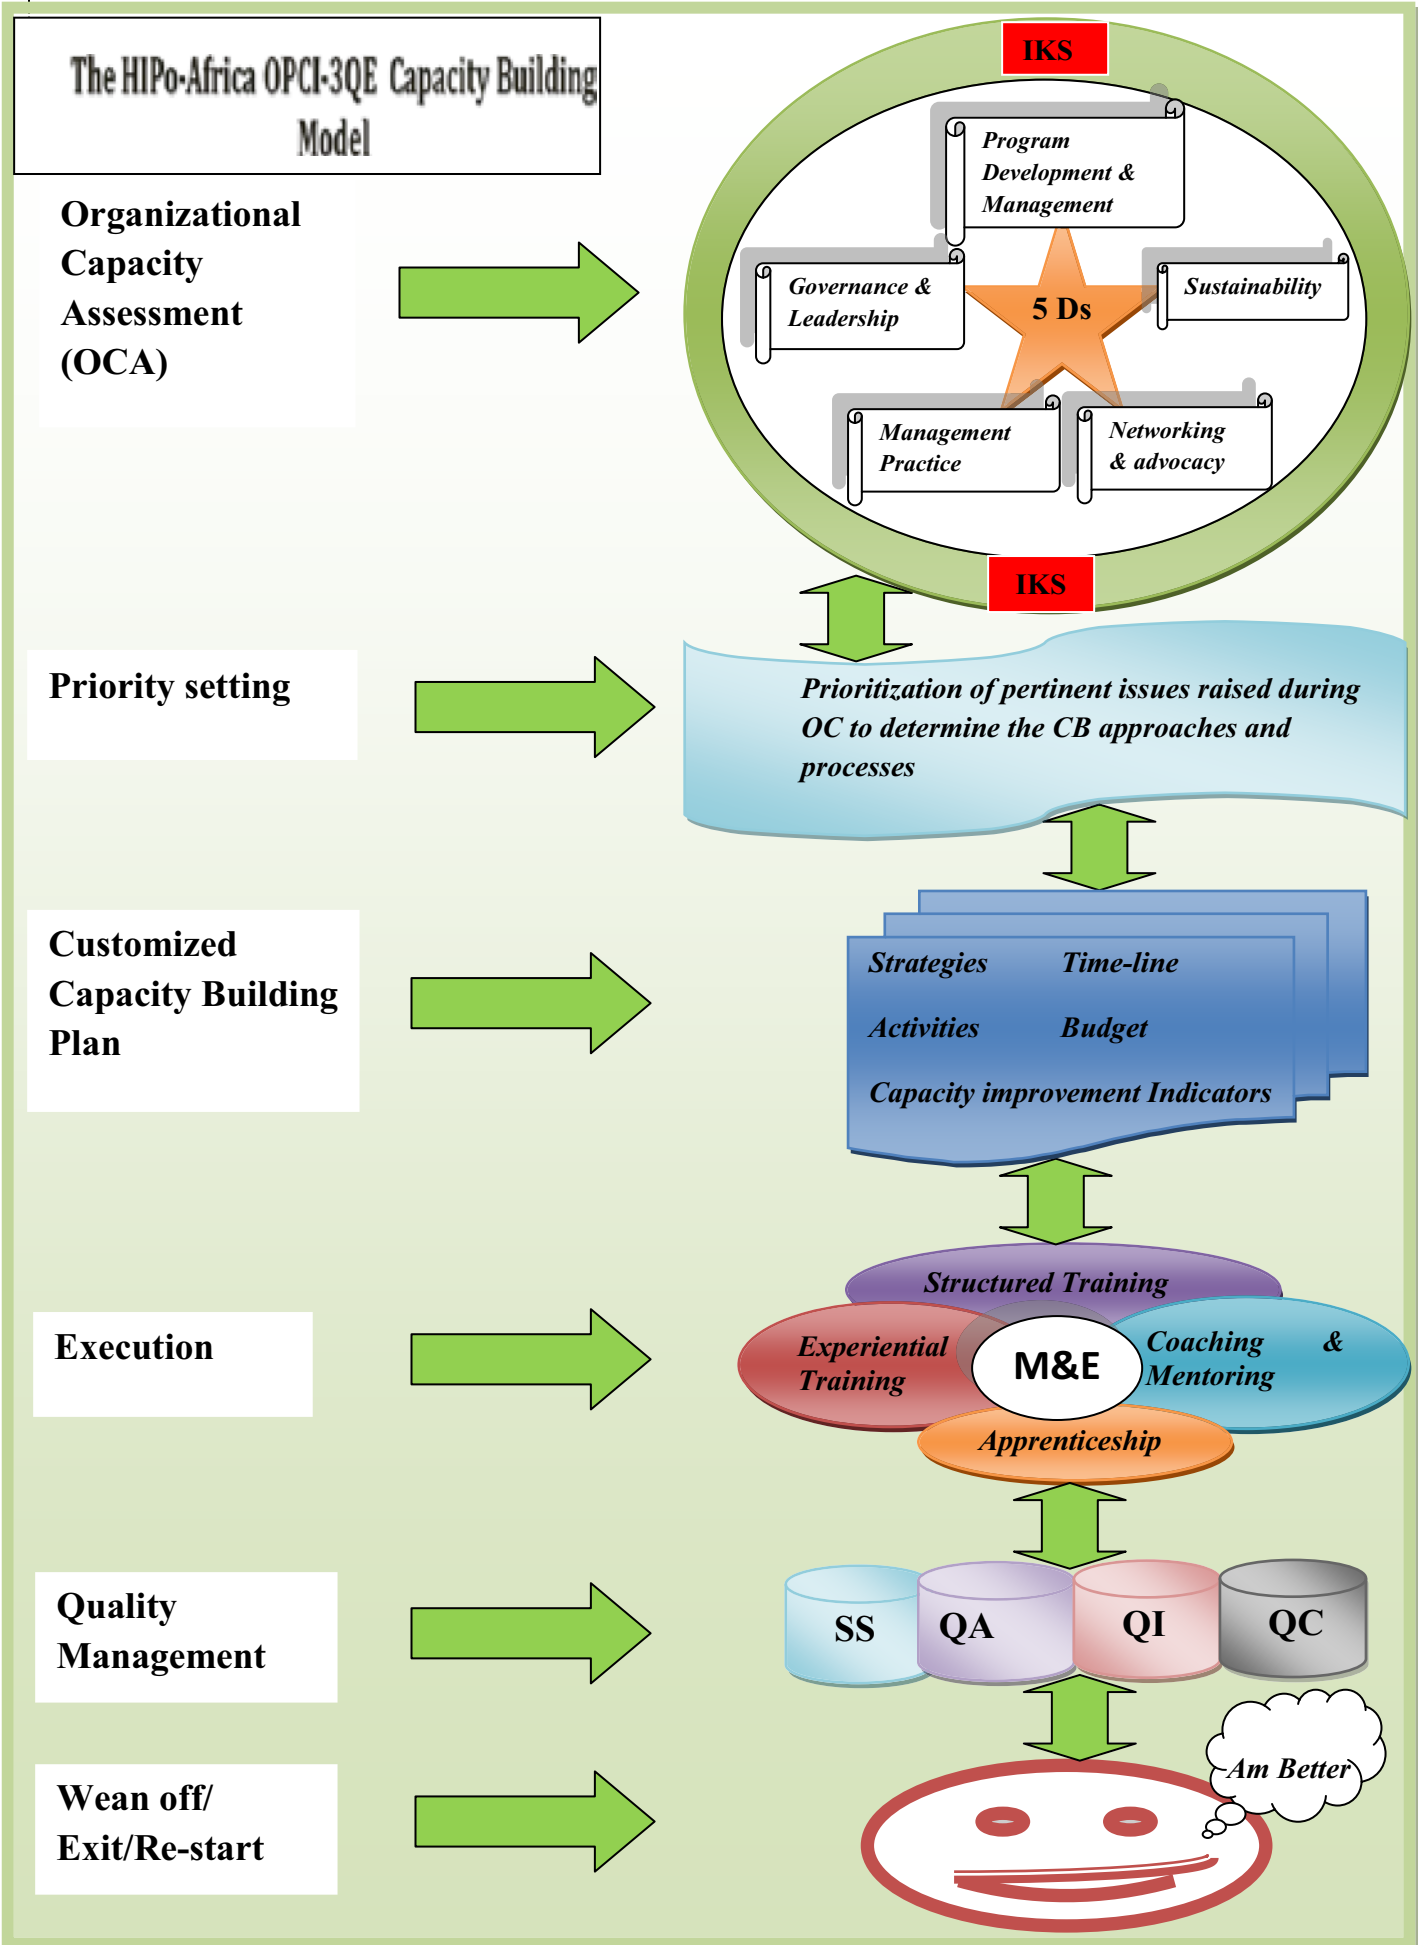 The HIPo-Africa OPCI-3QE Capacity Building
Model
IKS
Program
Development &
Management
Governance &
Leadership
5 Ds
Sustainability
Management
Practice
Networking
& advocacy
IKS
Organizational
Capacity
Assessment
(OCA)
Priority setting
Prioritization of pertinent issues raised during
OC to determine the CB approaches and
processes
Customized
Capacity Building
Plan
Strategies Time-line
Activities Budget
Capacity improvement Indicators
Execution
Structured Training
Experiential
Training
M&E
Coaching &
Mentoring
Apprenticeship
Quality
Management
SS QA QI QC
Wean off/
Exit/Re-start
Am Better